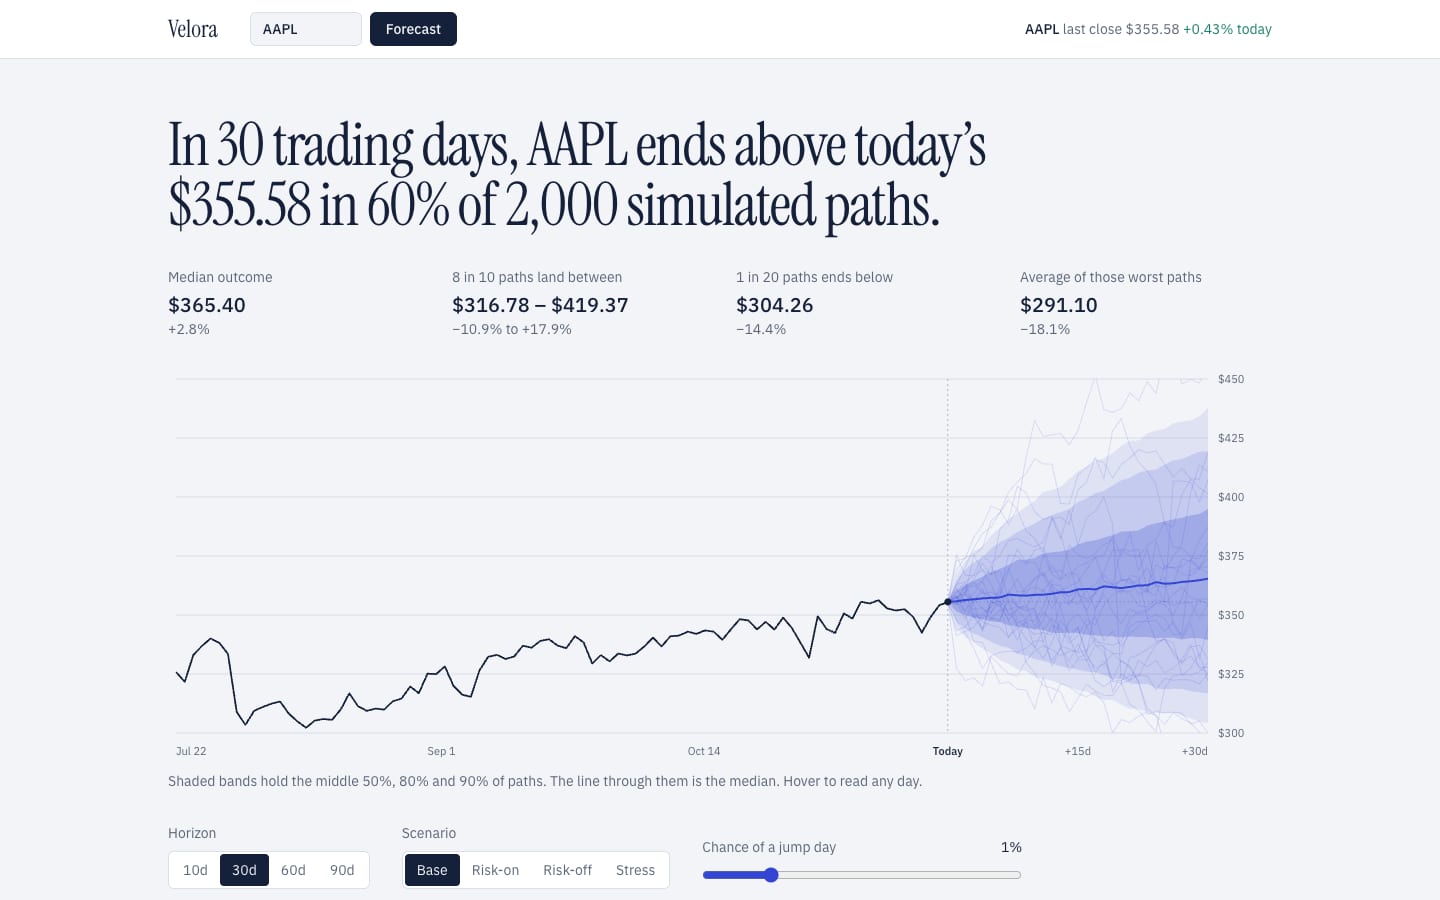 Velora
AAPL
Forecast
AAPL last close $355.58 +0.43% today
In 30 trading days, AAPL ends above today’s
$355.58 in 60% of 2,000 simulated paths.
Median outcome
$365.40
+2.8%
8 in 10 paths land between
$316.78 – $419.37
−10.9% to +17.9%
1 in 20 paths ends below
$304.26
−14.4%
Average of those worst paths
$291.10
−18.1%
$450
$425
$400
$375
$350
$325
$300
Jul 22
Sep 1
Oct 14
Today
+15d
+30d
Shaded bands hold the middle 50%, 80% and 90% of paths. The line through them is the median. Hover to read any day.
Horizon
10d 30d 60d 90d
Scenario
Base Risk-on Risk-off Stress
Chance of a jump day 1%